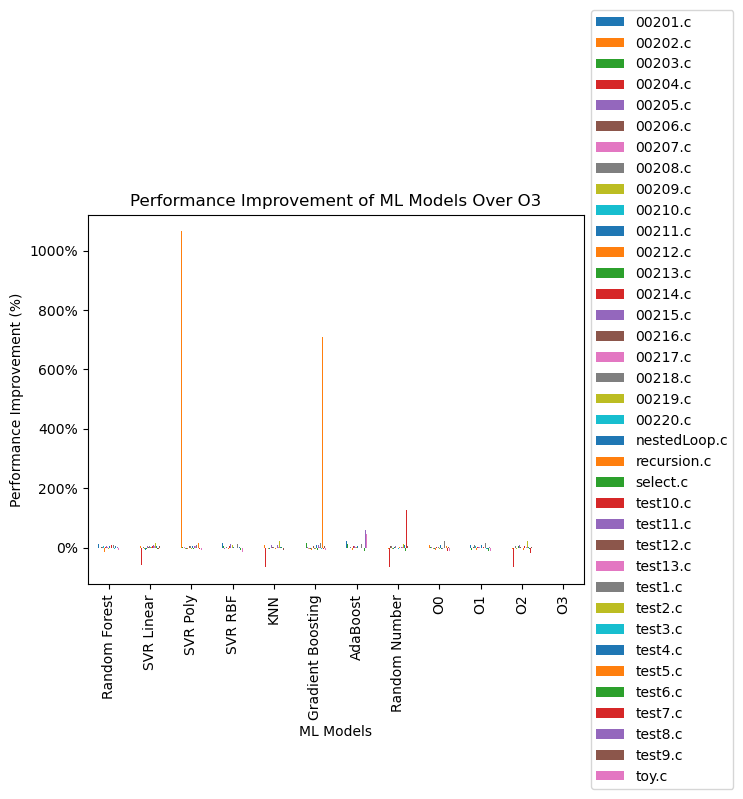 Performance Improvement of ML Models Over O3
Performance Improvement (%)
1000%
800%
600%
400%
200%
0%
Random Forest
SVR Linear
SVR Poly
SVR RBF
KNN
Gradient Boosting
AdaBoost
Random Number
O0
O1
O2
O3
ML Models
00201.c
00202.c
00203.c
00204.c
00205.c
00206.c
00207.c
00208.c
00209.c
00210.c
00211.c
00212.c
00213.c
00214.c
00215.c
00216.c
00217.c
00218.c
00219.c
00220.c
nestedLoop.c
recursion.c
select.c
test10.c
test11.c
test12.c
test13.c
test1.c
test2.c
test3.c
test4.c
test5.c
test6.c
test7.c
test8.c
test9.c
toy.c